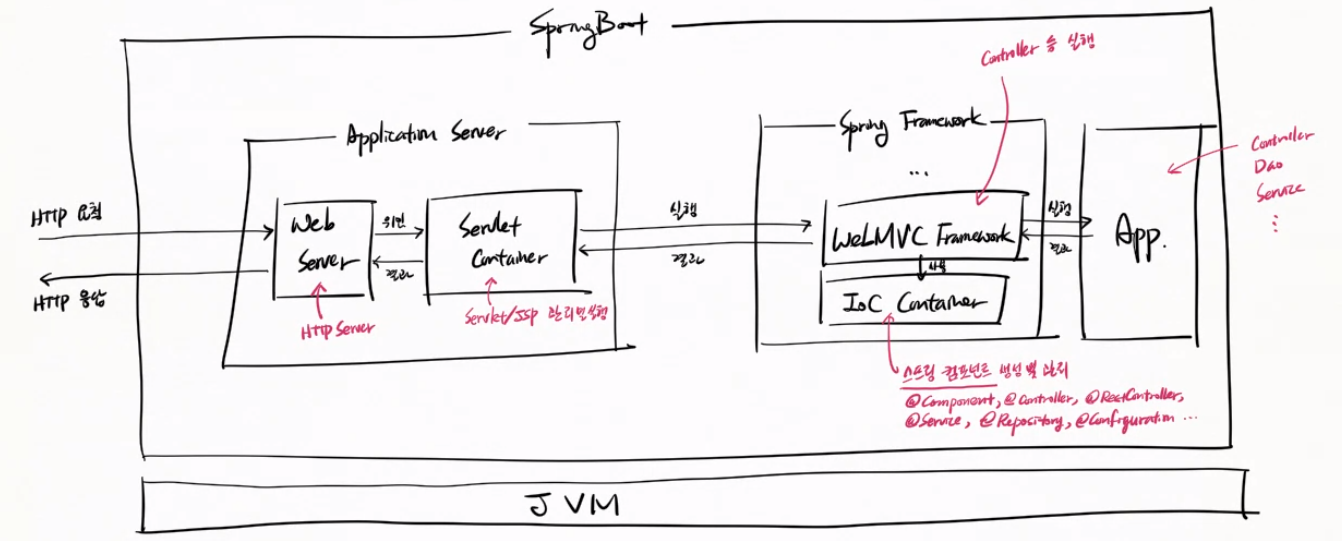 SpringBoot
Controller 등 실행
Application Server
Spring Framework
...
Controller
Dao
Service
⋮
HTTP 요청
HTTP 응답
Web
Server
위임
결과
Servlet
Container
실행
결과
WebMVC Framework
사용
IoC Container
실행
결과
App.
HTTP Server
Servlet/JSP 관리 및 실행
스프링 컴포넌트 생성 및 관리
@Component, @Controller, @RestController,
@Service, @Repository, @Configuration ...
JVM